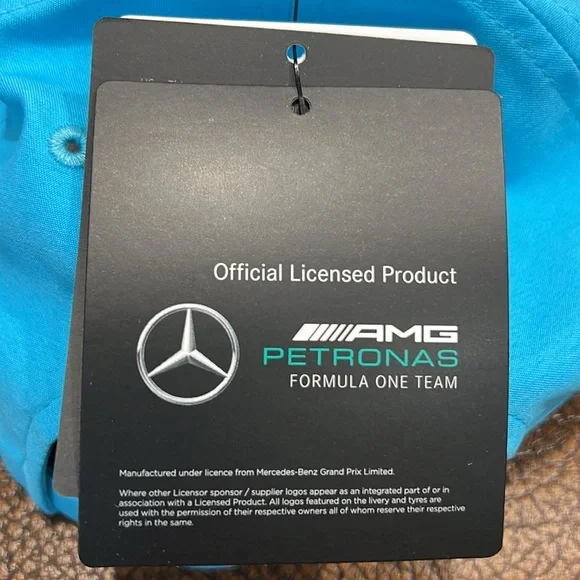 Official Licensed Product
AMG
PETRONAS
FORMULA ONE TEAM
Manufactured under licence from Mercedes-Benz Grand Prix Limited.
Where other Licensor sponsor / supplier logos appear as an integrated part of or in
association with a Licensed Product. All logos featured on the livery and tyres are
used with the permission of their respective owners all of whom reserve their respective
rights in the same.